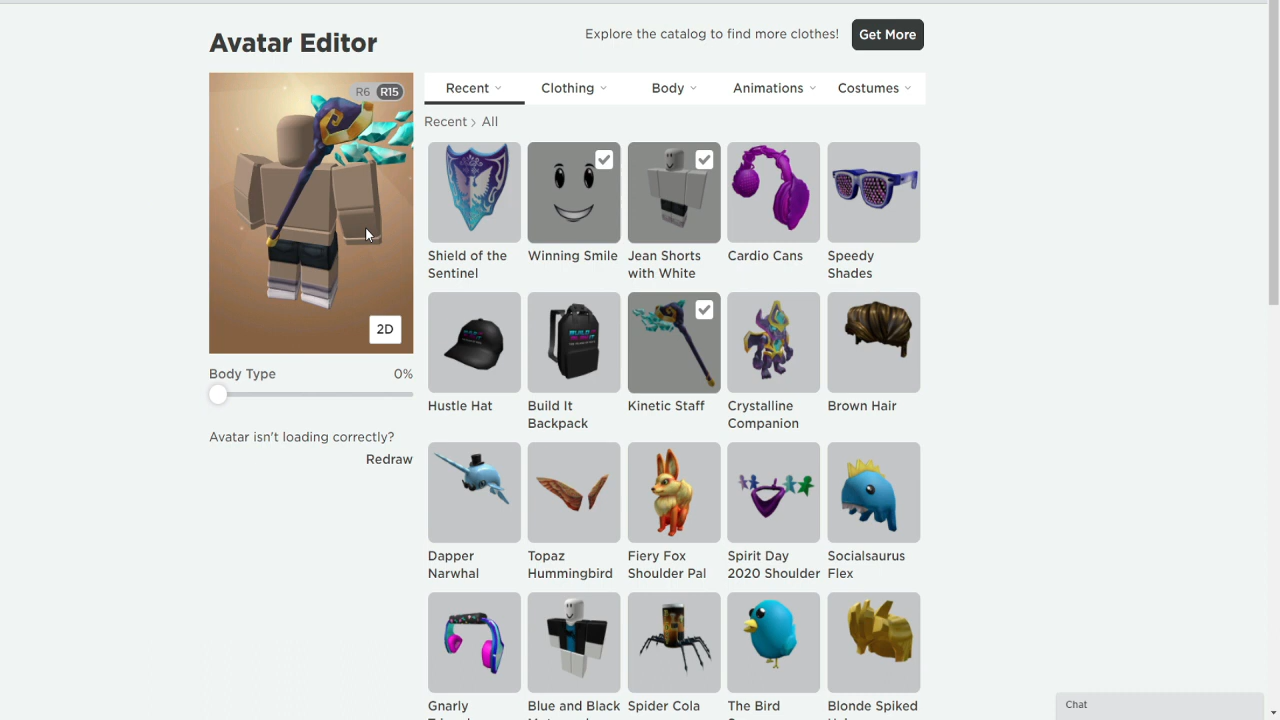 Avatar Editor
Explore the catalog to find more clothes!
Get More
R6 R15
2D
Body Type 0%
Avatar isn't loading correctly?
Redraw
Recent Clothing Body Animations Costumes
Recent > All
Shield of the
Sentinel
Winning Smile
Jean Shorts
with White
Cardio Cans
Speedy
Shades
Hustle Hat
Build It
Backpack
Kinetic Staff
Crystalline
Companion
Brown Hair
Dapper
Narwhal
Topaz
Hummingbird
Fiery Fox
Shoulder Pal
Spirit Day
2020 Shoulder
Socialsaurus
Flex
Gnarly
Blue and Black
Spider Cola
The Bird
Blonde Spiked
Chat